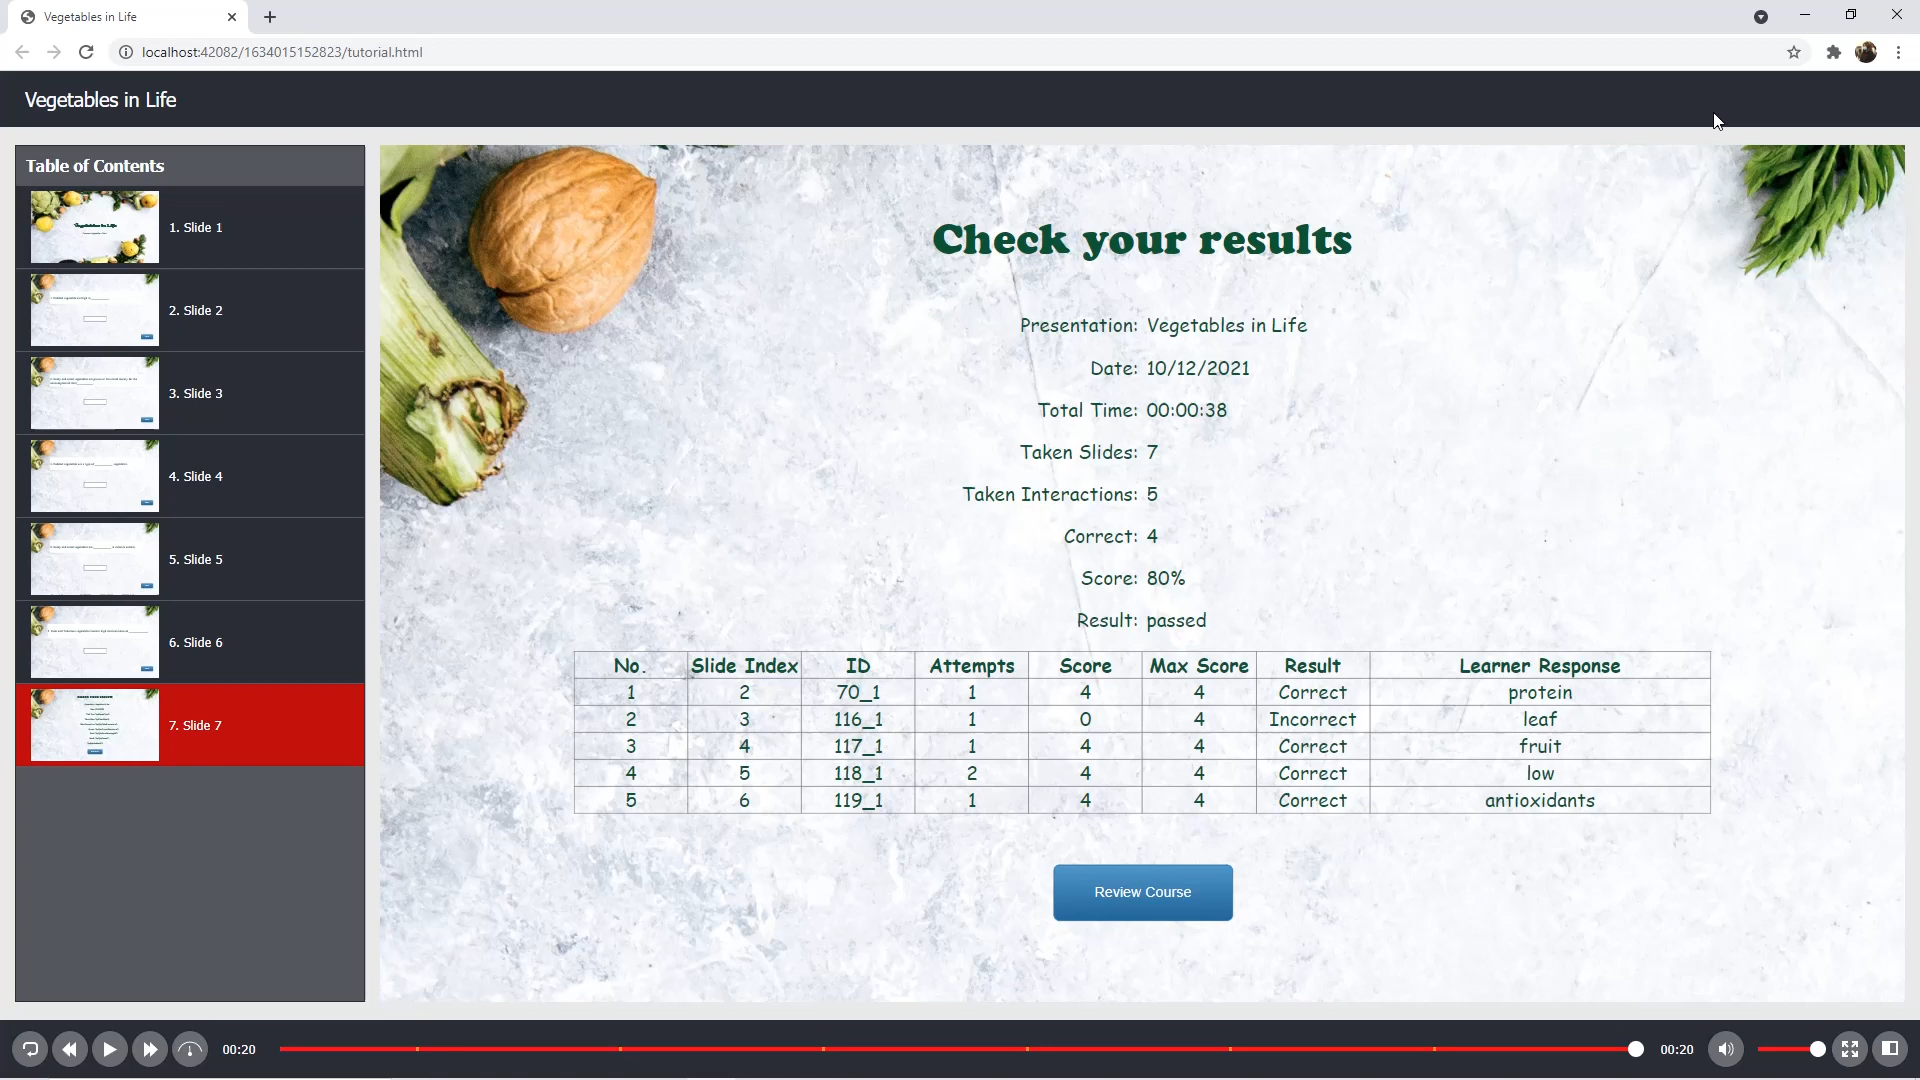 Vegetables in Life
localhost:42082/1634015152823/tutorial.html
Vegetables in Life
Table of Contents
1. Slide 1
2. Slide 2
3. Slide 3
4. Slide 4
5. Slide 5
6. Slide 6
7. Slide 7
Check your results
Presentation: Vegetables in Life
Date: 10/12/2021
Total Time: 00:00:38
Taken Slides: 7
Taken Interactions: 5
Correct: 4
Score: 80%
Result: passed
No. Slide Index ID Attempts Score Max Score Result Learner Response
1 2 70_1 1 4 4 Correct protein
2 3 116_1 1 0 4 Incorrect leaf
3 4 117_1 1 4 4 Correct fruit
4 5 118_1 2 4 4 Correct low
5 6 119_1 1 4 4 Correct antioxidants
Review Course
00:20
00:20